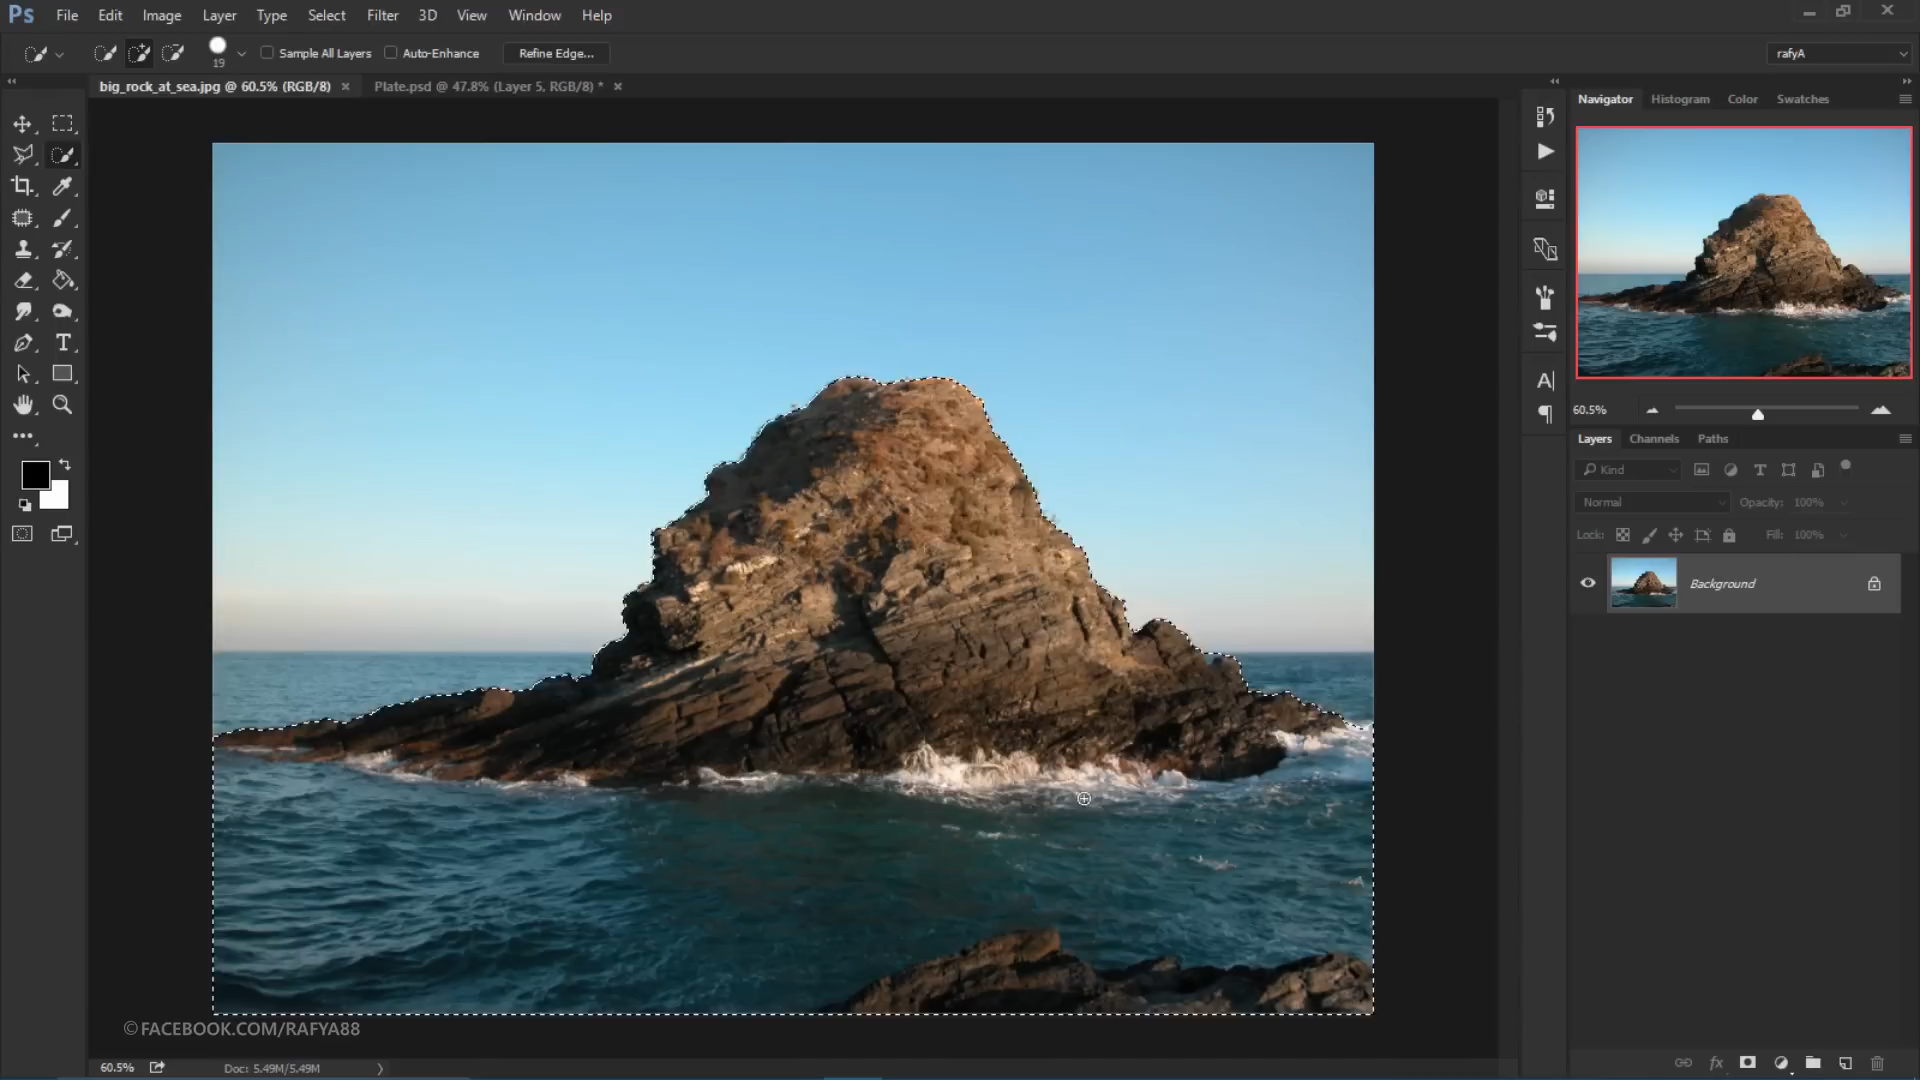 Ps File Edit Image Layer Type Select Filter 3D View Window Help
19 Sample All Layers Auto-Enhance Refine Edge... rafyA
big_rock_at_sea.jpg @ 60.5% (RGB/8) × Plate.psd @ 47.8% (Layer 5, RGB/8) * ×
Navigator Histogram Color Swatches
60.5%
Layers Channels Paths
Kind
Normal Opacity: 100%
Lock: Fill: 100%
Background
©FACEBOOK.COM/RAFYA88
60.5% Doc: 5.49M/5.49M